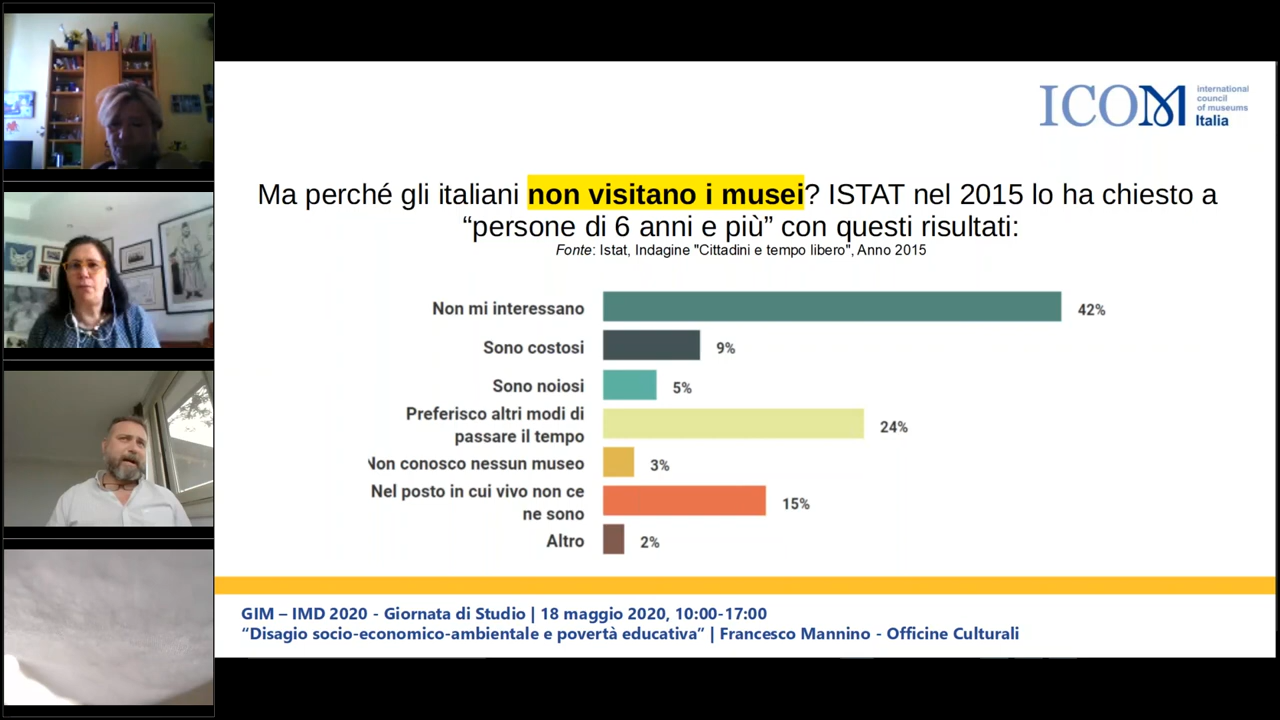 ICOM
international
council
of museums
Italia
Ma perché gli italiani non visitano i musei? ISTAT nel 2015 lo ha chiesto a
“persone di 6 anni e più” con questi risultati:
Fonte: Istat, Indagine "Cittadini e tempo libero", Anno 2015
Non mi interessano
42%
Sono costosi
9%
Sono noiosi
5%
Preferisco altri modi di
passare il tempo
24%
Non conosco nessun museo
3%
Nel posto in cui vivo non ce
ne sono
15%
Altro
2%
GIM – IMD 2020 - Giornata di Studio | 18 maggio 2020, 10:00-17:00
“Disagio socio-economico-ambientale e povertà educativa” | Francesco Mannino - Officine Culturali